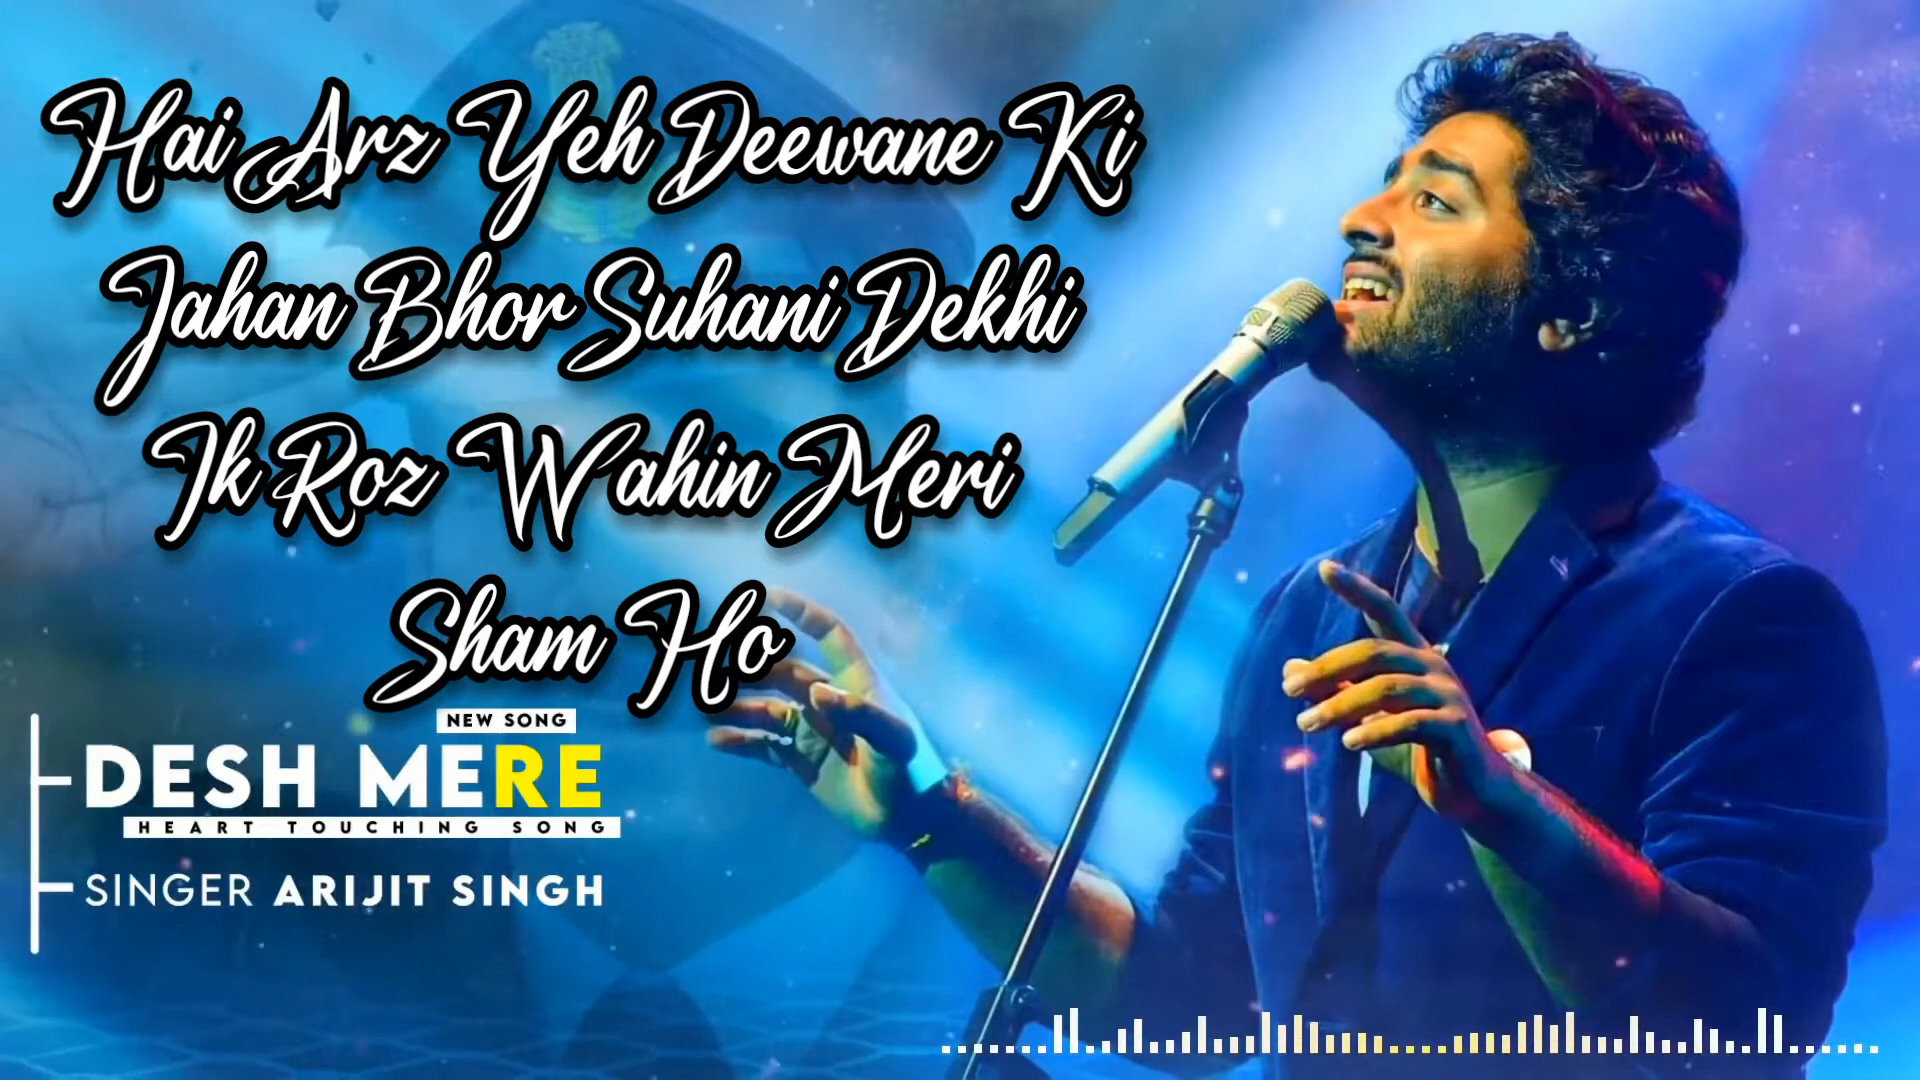 Hai Arz Yeh Deewane Ki
Jahan Bhor Suhani Dekhi
Ik Roz Wahin Meri
Sham Ho
NEW SONG
DESH MERE
HEART TOUCHING SONG
SINGER ARIJIT SINGH